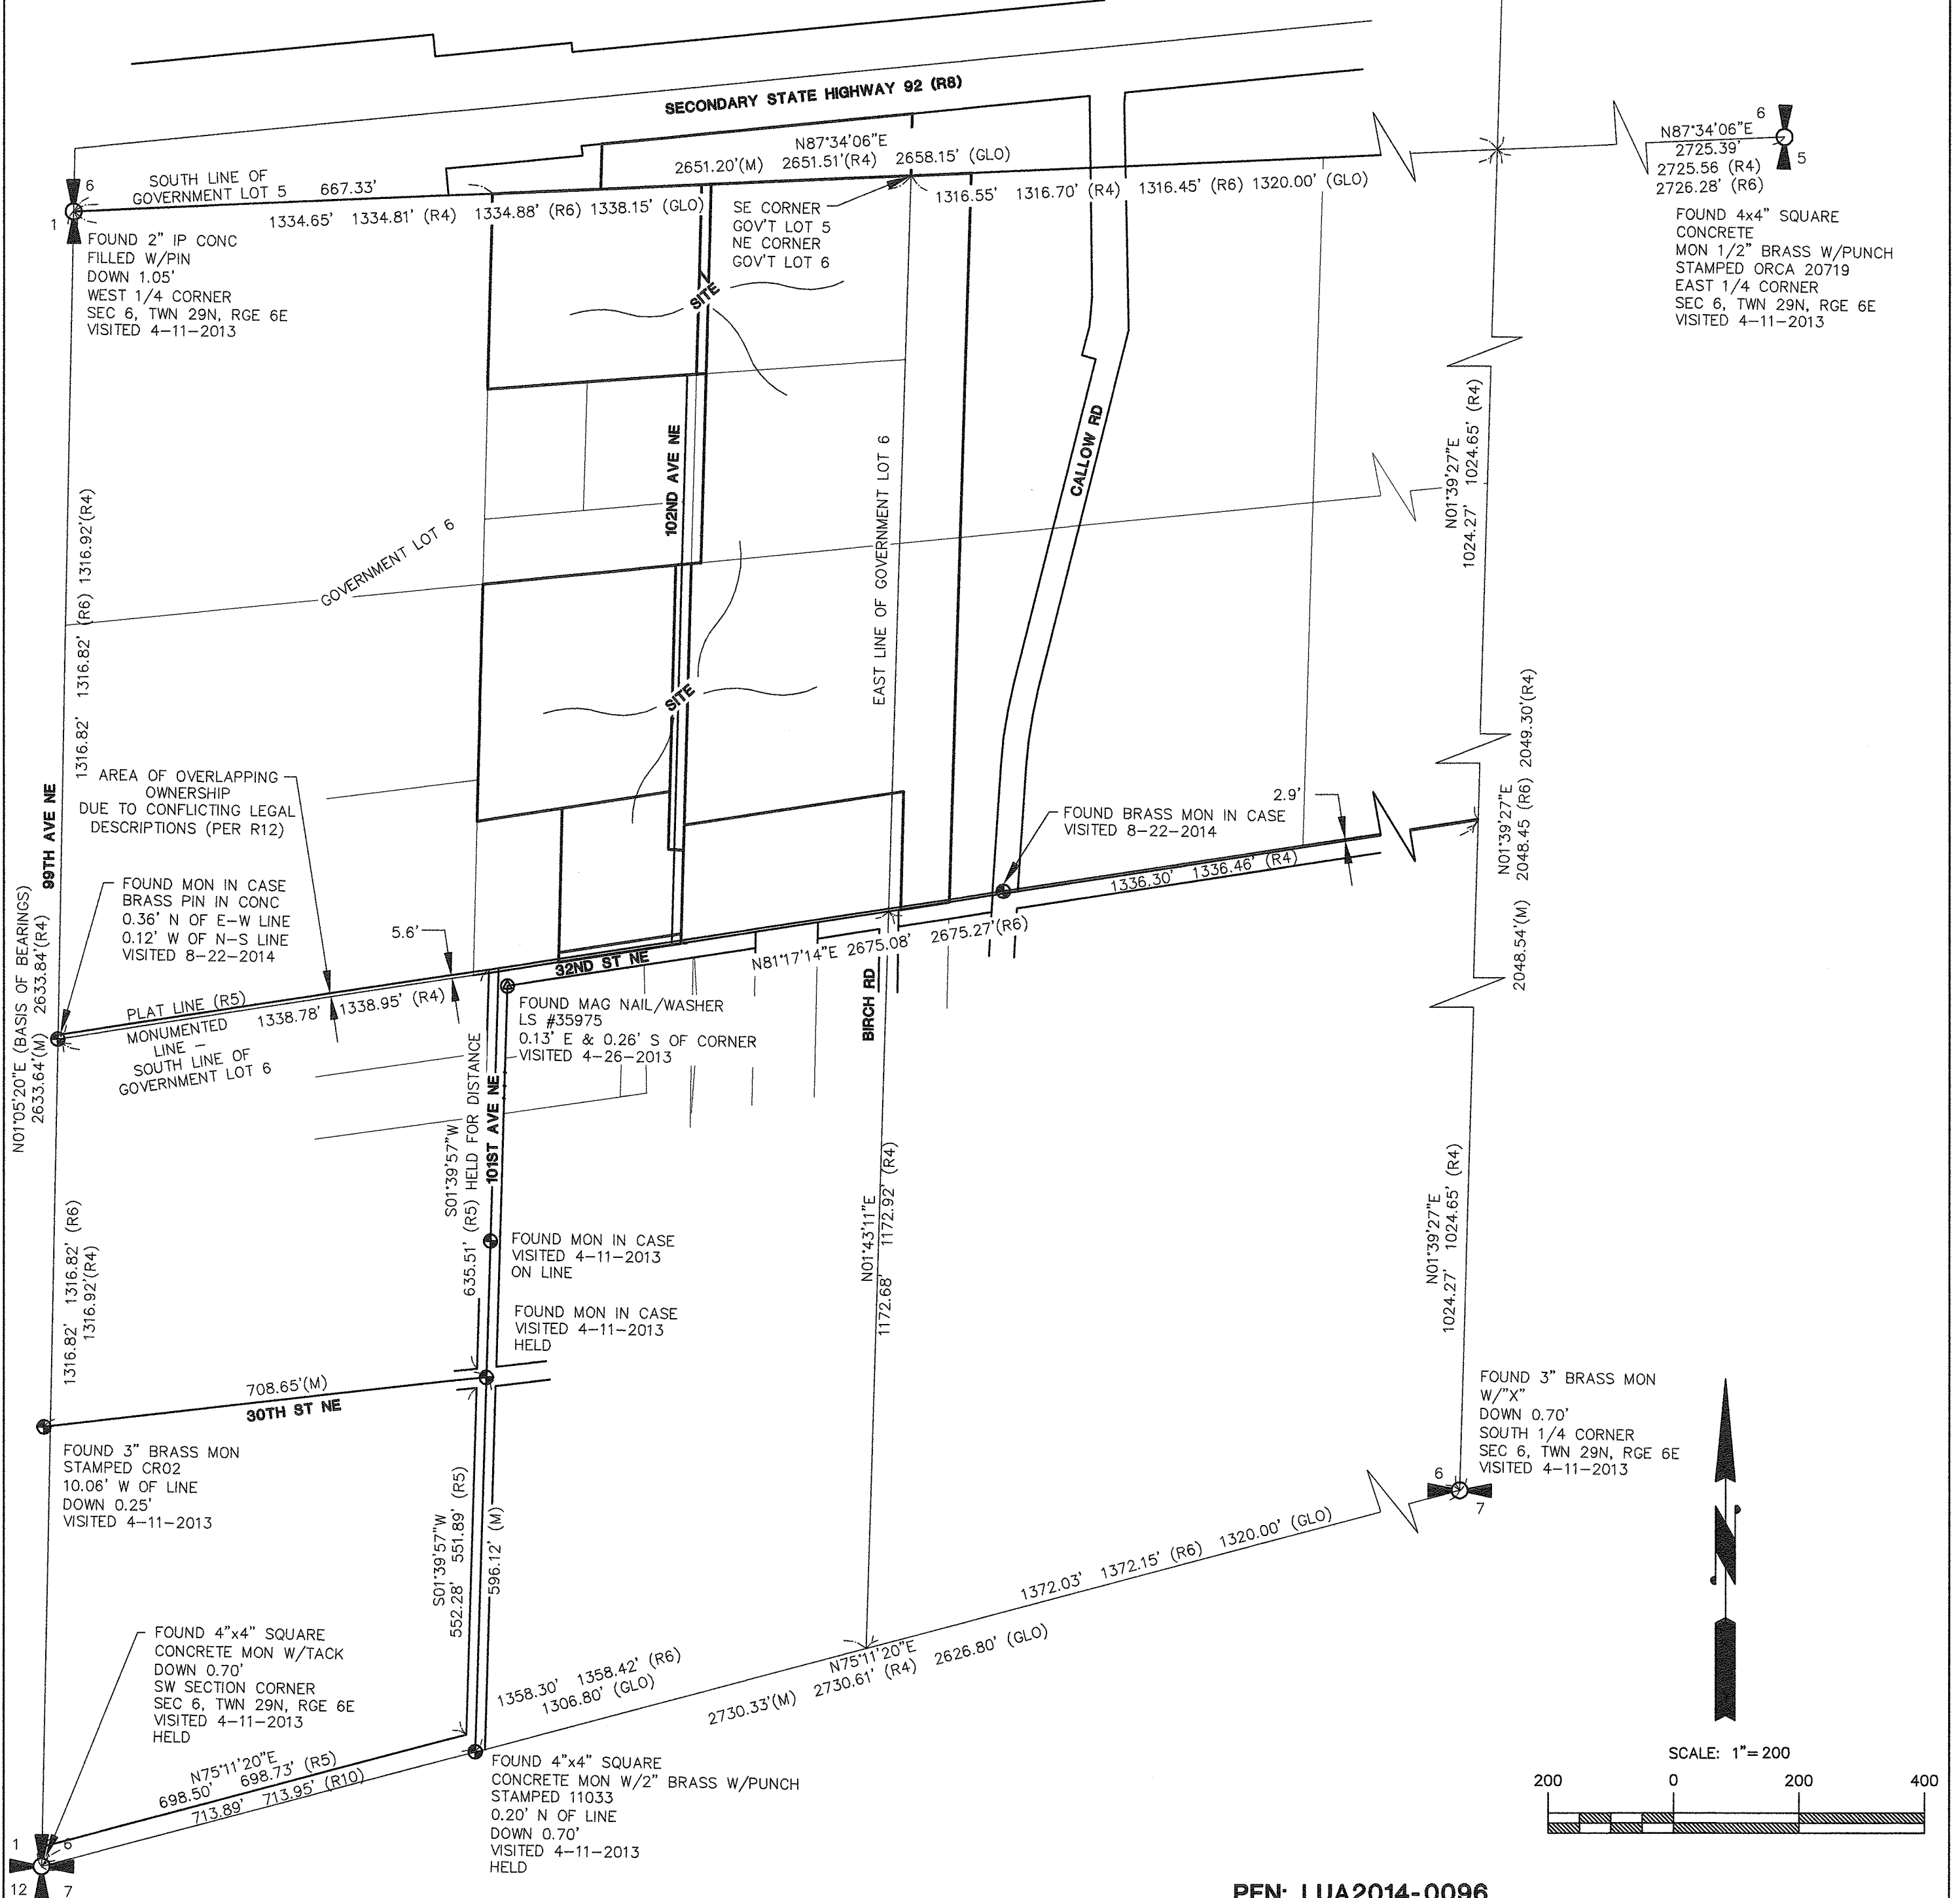 SECONDARY STATE HIGHWAY 92 (R8)
N87°34'06"E
2651.20'(M) 2651.51'(R4) 2658.15' (GLO)
SOUTH LINE OF
GOVERNMENT LOT 5
667.33'
1334.65' 1334.81' (R4) 1334.88' (R6) 1338.15' (GLO)
1316.55' 1316.70' (R4) 1316.45' (R6) 1320.00' (GLO)
6
1
FOUND 2" IP CONC
FILLED W/PIN
DOWN 1.05'
WEST 1/4 CORNER
SEC 6, TWN 29N, RGE 6E
VISITED 4-11-2013
SE CORNER
GOV'T LOT 5
NE CORNER
GOV'T LOT 6
6
5
N87°34'06"E
2725.39'
2725.56 (R4)
2726.28' (R6)
FOUND 4x4" SQUARE
CONCRETE
MON 1/2" BRASS W/PUNCH
STAMPED ORCA 20719
EAST 1/4 CORNER
SEC 6, TWN 29N, RGE 6E
VISITED 4-11-2013
SITE
102ND AVE NE
EAST LINE OF GOVERNMENT LOT 6
CALLOW RD
N01°39'27"E
1024.27' 1024.65' (R4)
GOVERNMENT LOT 6
1316.82' 1316.82' (R6) 1316.92'(R4)
SITE
99TH AVE NE
N01°05'20"E (BASIS OF BEARINGS)
2633.64'(M) 2633.84'(R4)
AREA OF OVERLAPPING
OWNERSHIP
DUE TO CONFLICTING LEGAL
DESCRIPTIONS (PER R12)
FOUND MON IN CASE
BRASS PIN IN CONC
0.36' N OF E-W LINE
0.12' W OF N-S LINE
VISITED 8-22-2014
5.6'
FOUND BRASS MON IN CASE
VISITED 8-22-2014
2.9'
1336.30' 1336.46' (R4)
N01°39'27"E
2048.54'(M) 2048.45 (R6) 2049.30'(R4)
PLAT LINE (R5)
1338.78' 1338.95' (R4)
MONUMENTED
LINE -
SOUTH LINE OF
GOVERNMENT LOT 6
32ND ST NE
N81°17'14"E 2675.08' 2675.27'(R6)
BIRCH RD
FOUND MAG NAIL/WASHER
LS #35975
0.13' E & 0.26' S OF CORNER
VISITED 4-26-2013
S01°39'57"W
635.51' (R5) HELD FOR DISTANCE
101ST AVE NE
FOUND MON IN CASE
VISITED 4-11-2013
ON LINE
FOUND MON IN CASE
VISITED 4-11-2013
HELD
N01°43'11"E
1172.68' 1172.92' (R4)
N01°39'27"E
1024.27' 1024.65' (R4)
1316.82' 1316.82' (R6)
1316.92'(R4)
708.65'(M)
30TH ST NE
FOUND 3" BRASS MON
STAMPED CR02
10.06' W OF LINE
DOWN 0.25'
VISITED 4-11-2013
S01°39'57"W
552.28' 551.89' (R5)
596.12' (M)
FOUND 3" BRASS MON
W/"X"
DOWN 0.70'
SOUTH 1/4 CORNER
SEC 6, TWN 29N, RGE 6E
VISITED 4-11-2013
6
7
1372.03' 1372.15' (R6) 1320.00' (GLO)
N75°11'20"E
2730.33'(M) 2730.61' (R4) 2626.80' (GLO)
1358.30' 1358.42' (R6)
1306.80' (GLO)
FOUND 4"x4" SQUARE
CONCRETE MON W/TACK
DOWN 0.70'
SW SECTION CORNER
SEC 6, TWN 29N, RGE 6E
VISITED 4-11-2013
HELD
N75°11'20"E
698.50' 698.73' (R5)
713.89' 713.95' (R10)
FOUND 4"x4" SQUARE
CONCRETE MON W/2" BRASS W/PUNCH
STAMPED 11033
0.20' N OF LINE
DOWN 0.70'
VISITED 4-11-2013
HELD
1
6
12
7
N
SCALE: 1"=200
200 0 200 400
PFN: LUA2014-0096